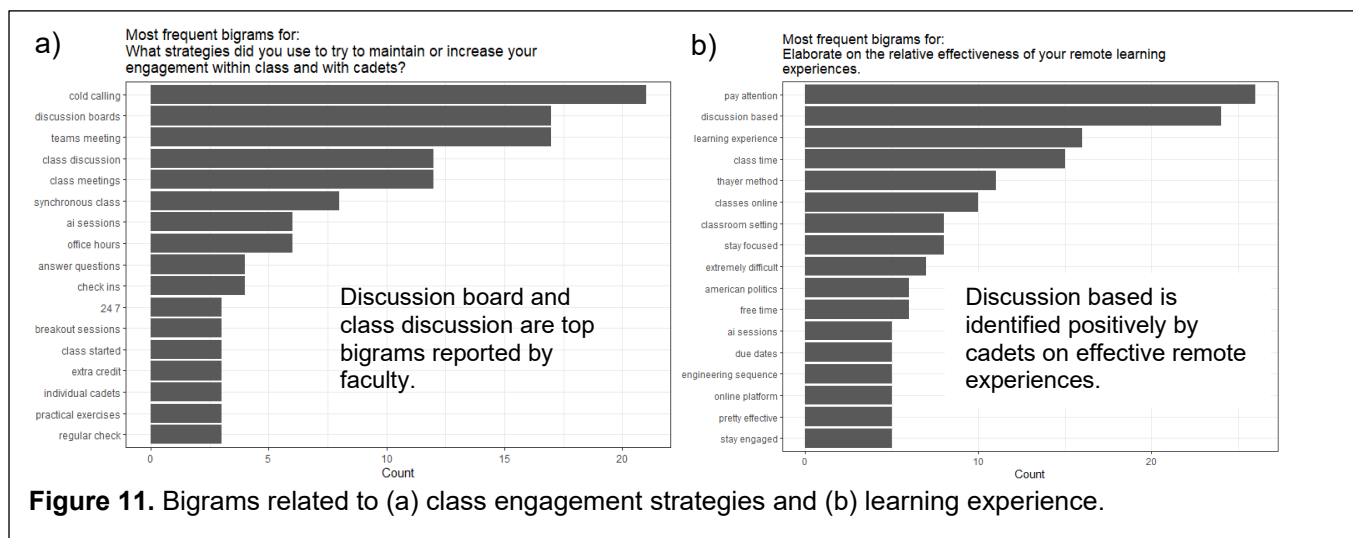 a)
Most frequent bigrams for:
What strategies did you use to try to maintain or increase your
engagement within class and with cadets?
cold calling
discussion boards
teams meeting
class discussion
class meetings
synchronous class
ai sessions
office hours
answer questions
check ins
24 7
breakout sessions
class started
extra credit
individual cadets
practical exercises
regular check
0 5 10 15 20
Count
Discussion board and
class discussion are top
bigrams reported by
faculty.
b)
Most frequent bigrams for:
Elaborate on the relative effectiveness of your remote learning
experiences.
pay attention
discussion based
learning experience
class time
thayer method
classes online
classroom setting
stay focused
extremely difficult
american politics
free time
ai sessions
due dates
engineering sequence
online platform
pretty effective
stay engaged
0 10 20
Count
Discussion based is
identified positively by
cadets on effective remote
experiences.
Figure 11. Bigrams related to (a) class engagement strategies and (b) learning experience.